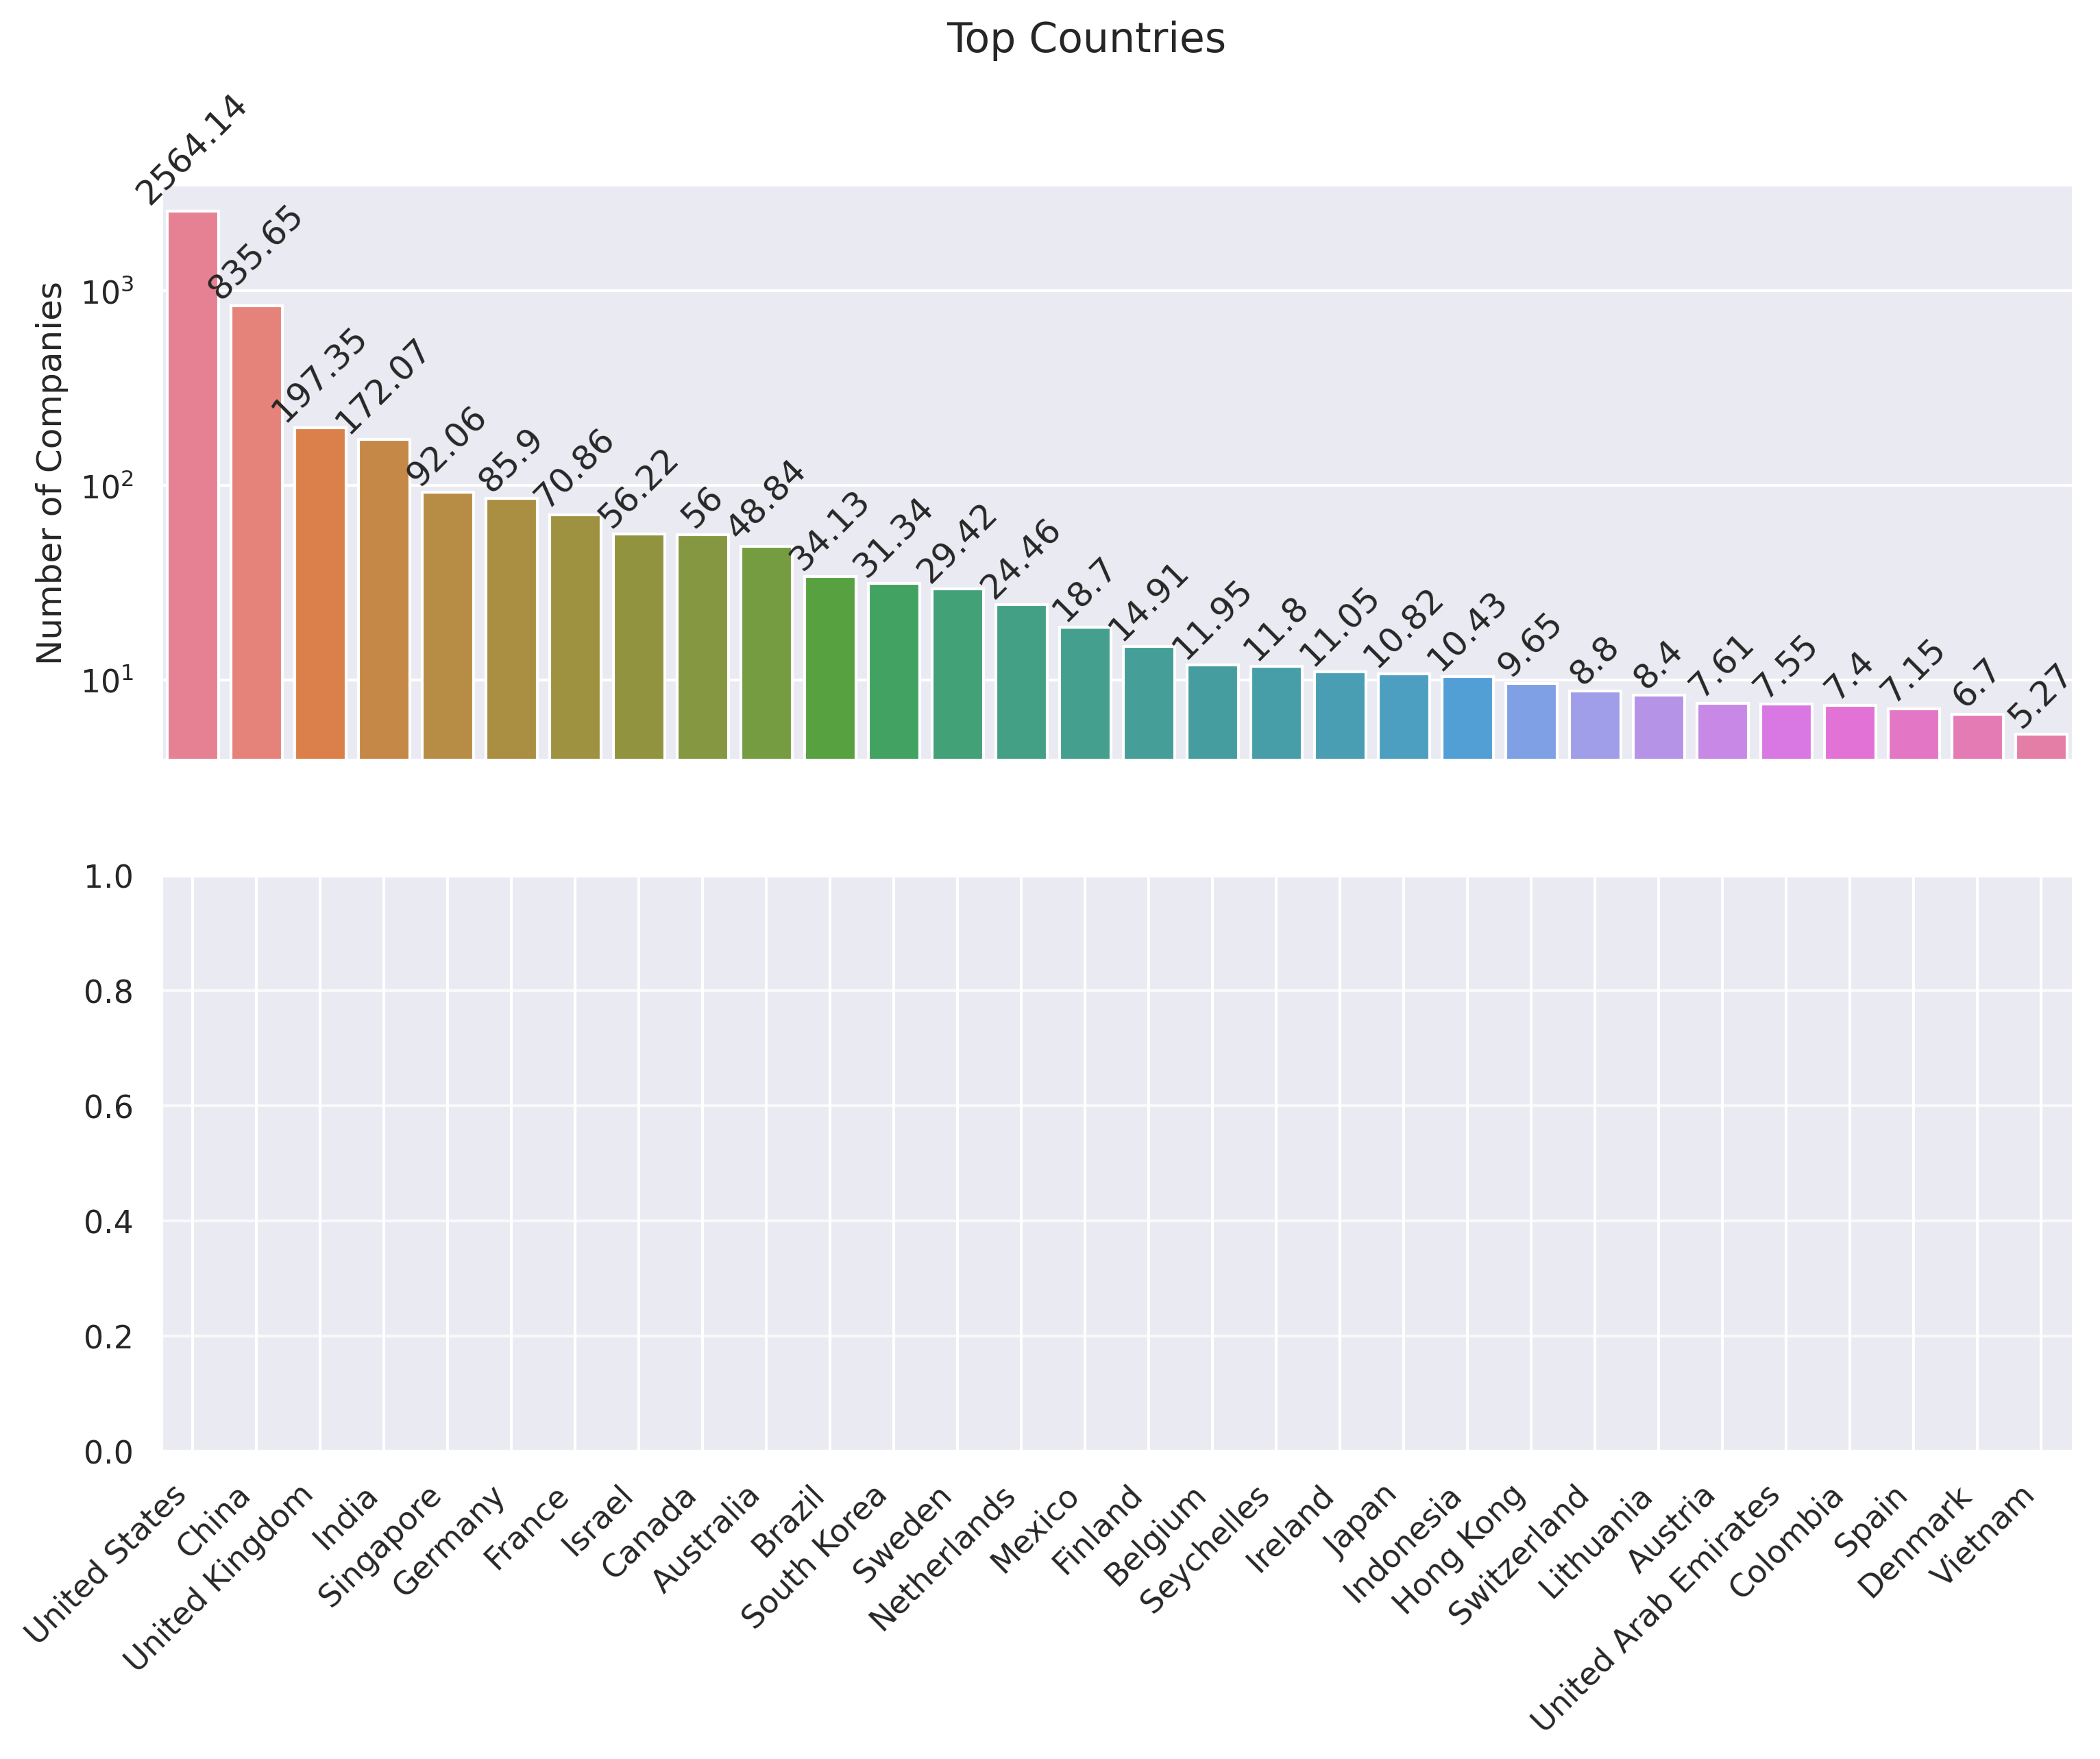 Top Countries
2564.14
835.65
197.35
172.07
92.06
85.9
70.86
56.22
56
48.84
34.13
31.34
29.42
24.46
18.7
14.91
11.95
11.8
11.05
10.82
10.43
9.65
8.8
8.4
7.61
7.55
7.4
7.15
6.7
5.27
Number of Companies
10³
10²
10¹
1.0
0.8
0.6
0.4
0.2
0.0
United States
China
United Kingdom
India
Singapore
Germany
France
Israel
Canada
Australia
Brazil
South Korea
Sweden
Netherlands
Mexico
Finland
Belgium
Seychelles
Ireland
Japan
Indonesia
Hong Kong
Switzerland
Lithuania
Austria
United Arab Emirates
Colombia
Spain
Denmark
Vietnam